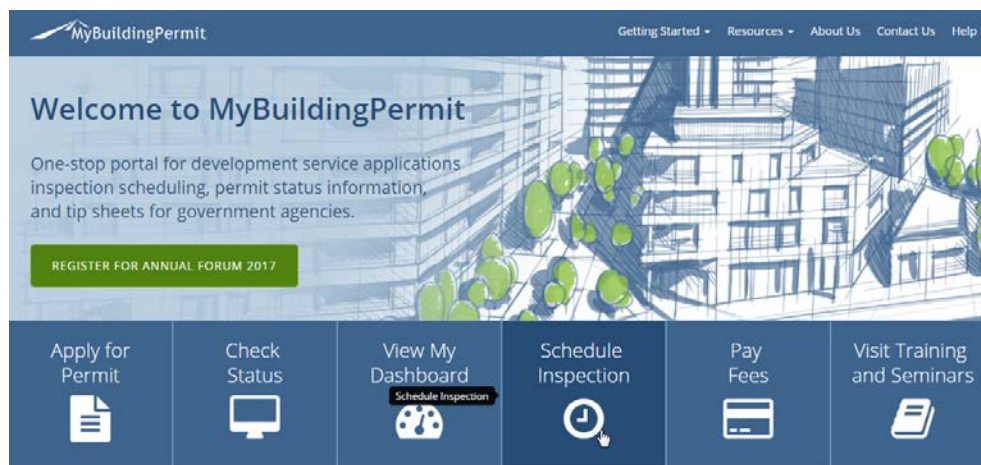 MyBuildingPermit
Getting Started Resources About Us Contact Us Help
Welcome to MyBuildingPermit
One-stop portal for development service applications
inspection scheduling, permit status information,
and tip sheets for government agencies.
REGISTER FOR ANNUAL FORUM 2017
Apply for
Permit
Check
Status
View My
Dashboard
Schedule Inspection
Schedule
Inspection
Pay
Fees
Visit Training
and Seminars